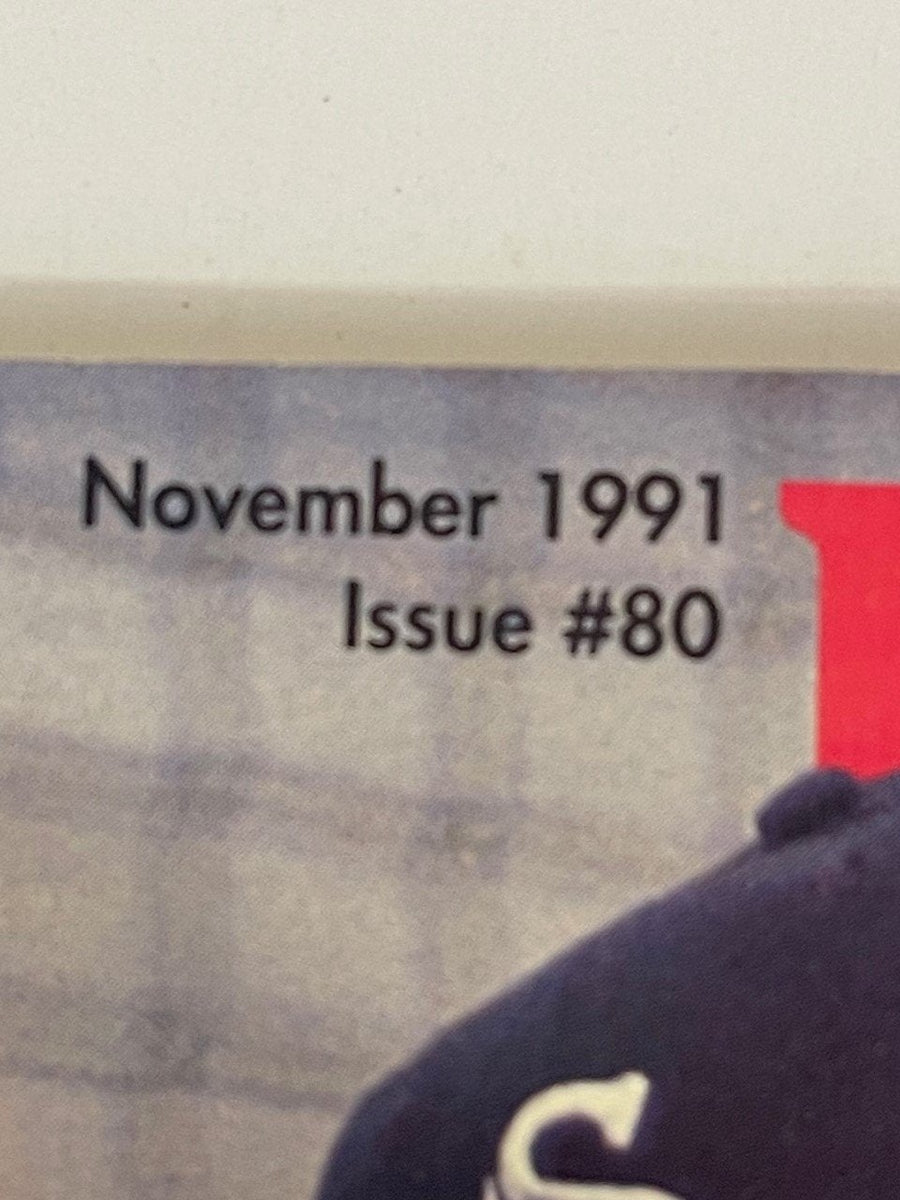 November 1991
Issue #80
S